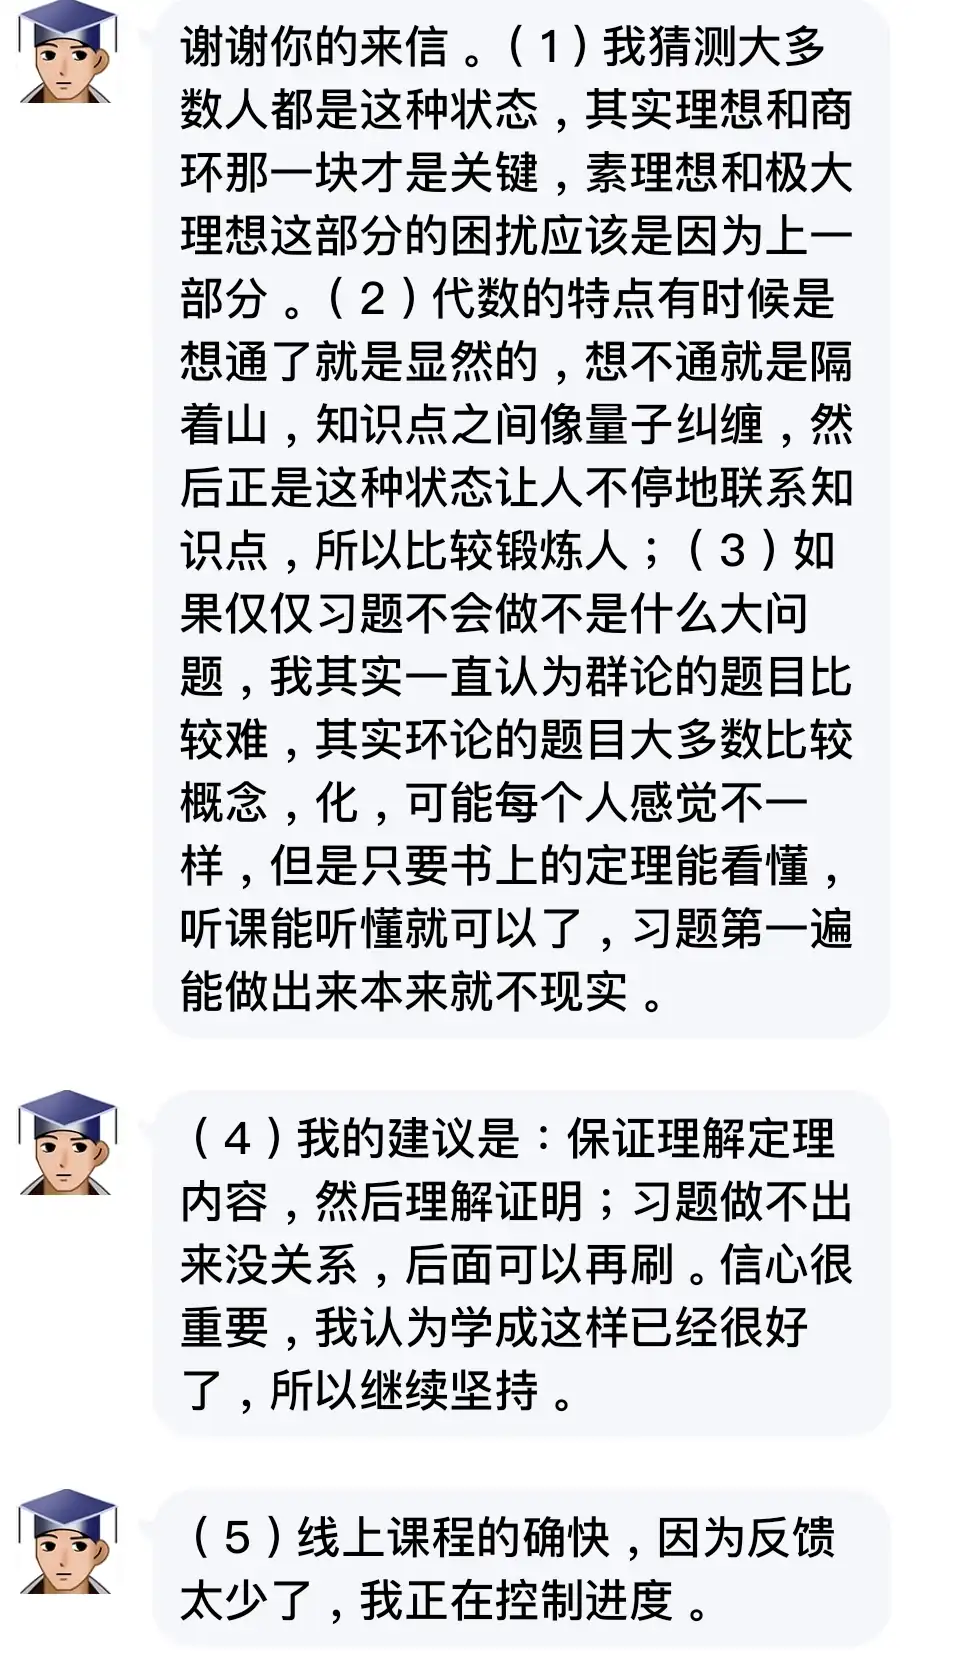 谢谢你的来信。（1）我猜测大多
数人都是这种状态，其实理想和商
环那一块才是关键，素理想和极大
理想这部分的困扰应该是因为上一
部分。（2）代数的特点有时候是
想通了就是显然的，想不通就是隔
着山，知识点之间像量子纠缠，然
后正是这种状态让人不停地联系知
识点，所以比较锻炼人；（3）如
果仅仅习题不会做不是什么大问
题，我其实一直认为群论的题目比
较难，其实环论的题目大多数比较
概念，化，可能每个人感觉不一
样，但是只要书上的定理能看懂，
听课能听懂就可以了，习题第一遍
能做出来本来就不现实。
（4）我的建议是：保证理解定理
内容，然后理解证明；习题做不出
来没关系，后面可以再刷。信心很
重要，我认为学成这样已经很好
了，所以继续坚持。
（5）线上课程的确快，因为反馈
太少了，我正在控制进度。